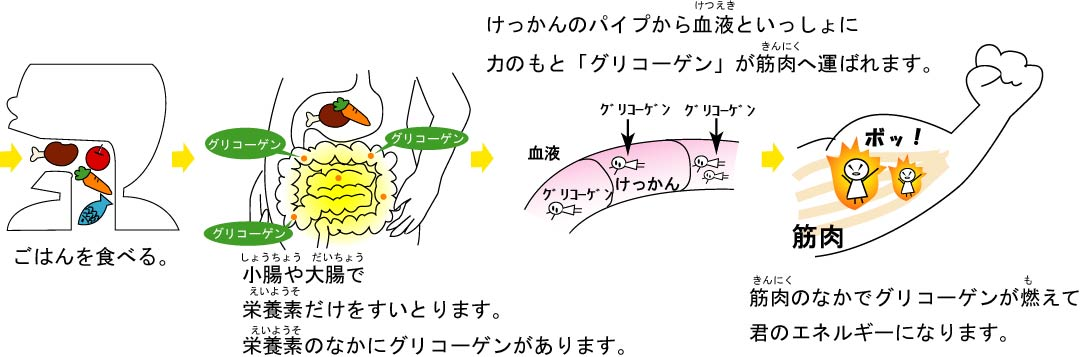 ごはんを食べる。
グリコーゲン
グリコーゲン
グリコーゲン
しょうちょう だいちょう
小腸や大腸で
えいようそ
栄養素だけをすいとります。
えいようそ
栄養素のなかにグリコーゲンがあります。
けつえき
けっかんのパイプから血液といっしょに
きんにく
力のもと「グリコーゲン」が筋肉へ運ばれます。
ｸﾞﾘｺｰｹﾞﾝ ｸﾞﾘｺｰｹﾞﾝ
血液
けっかん
ｸﾞﾘｺｰｹﾞﾝ
ボッ！
筋肉
きんにく も
筋肉のなかでグリコーゲンが燃えて
君のエネルギーになります。